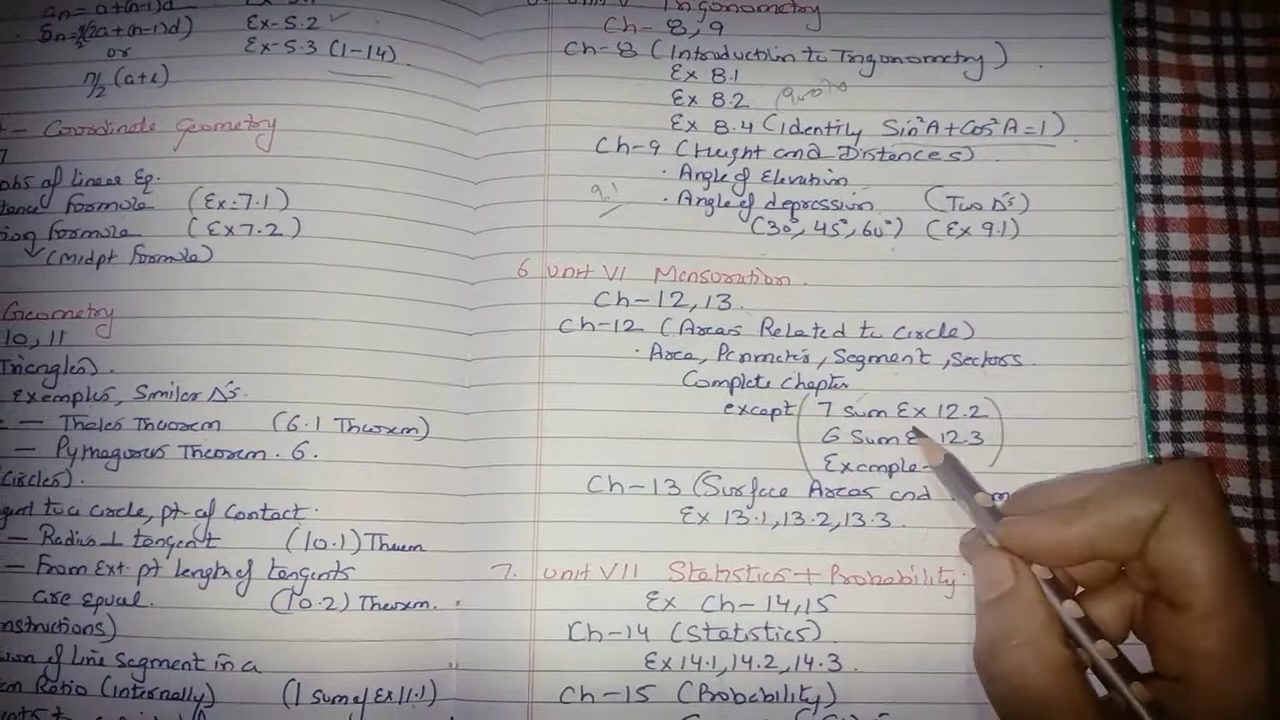 an = a+(n-1)d
Sn = n/2(2a+(n-1)d) Ex-5.2
or Ex-5.3 (1-14)
n/2 (a+l)
- Coordinate Geometry
7
of linear Eq.
Formula (Ex-7.1)
Formula (Ex 7.2)
(Midpt Formula)
Geometry
10, 11
Triangles).
Examples, Similar Δ's.
- Thales Theorem (6.1 Theorem)
- Pythagorus Theorem. 6.
Circles).
to a circle, pt. of Contact.
- Radius ⊥ tangent (10.1) Theorem
- From Ext. pt length of tangents
are equal. (10.2) Theorem.
of line Segment in a
Ratio (Internally) (1 Sum of Ex 11.1)
Trigonometry
Ch-8,9
Ch-8 (Introduction to Trigonometry)
Ex 8.1
Ex 8.2
Ex 8.4 (Identity Sin²A+Cos²A=1)
Ch-9 (Height and Distances)
· Angle of Elevation
· Angle of depression (Two Δ's)
(30°, 45°, 60°) (Ex 9.1)
6 Unit VI Mensuration.
Ch-12,13.
Ch-12 (Areas Related to Circle)
· Area, Perimeters, Segment, Sectors
Complete chapter
except (7 Sum Ex 12.2
6 Sum Ex 12.3
Example
Ch-13 (Surface Areas and
Ex 13.1, 13.2, 13.3
7. Unit VII Statistics + Probability
Ex Ch-14,15
Ch-14 (Statistics)
Ex 14.1, 14.2, 14.3.
Ch-15 (Probability)